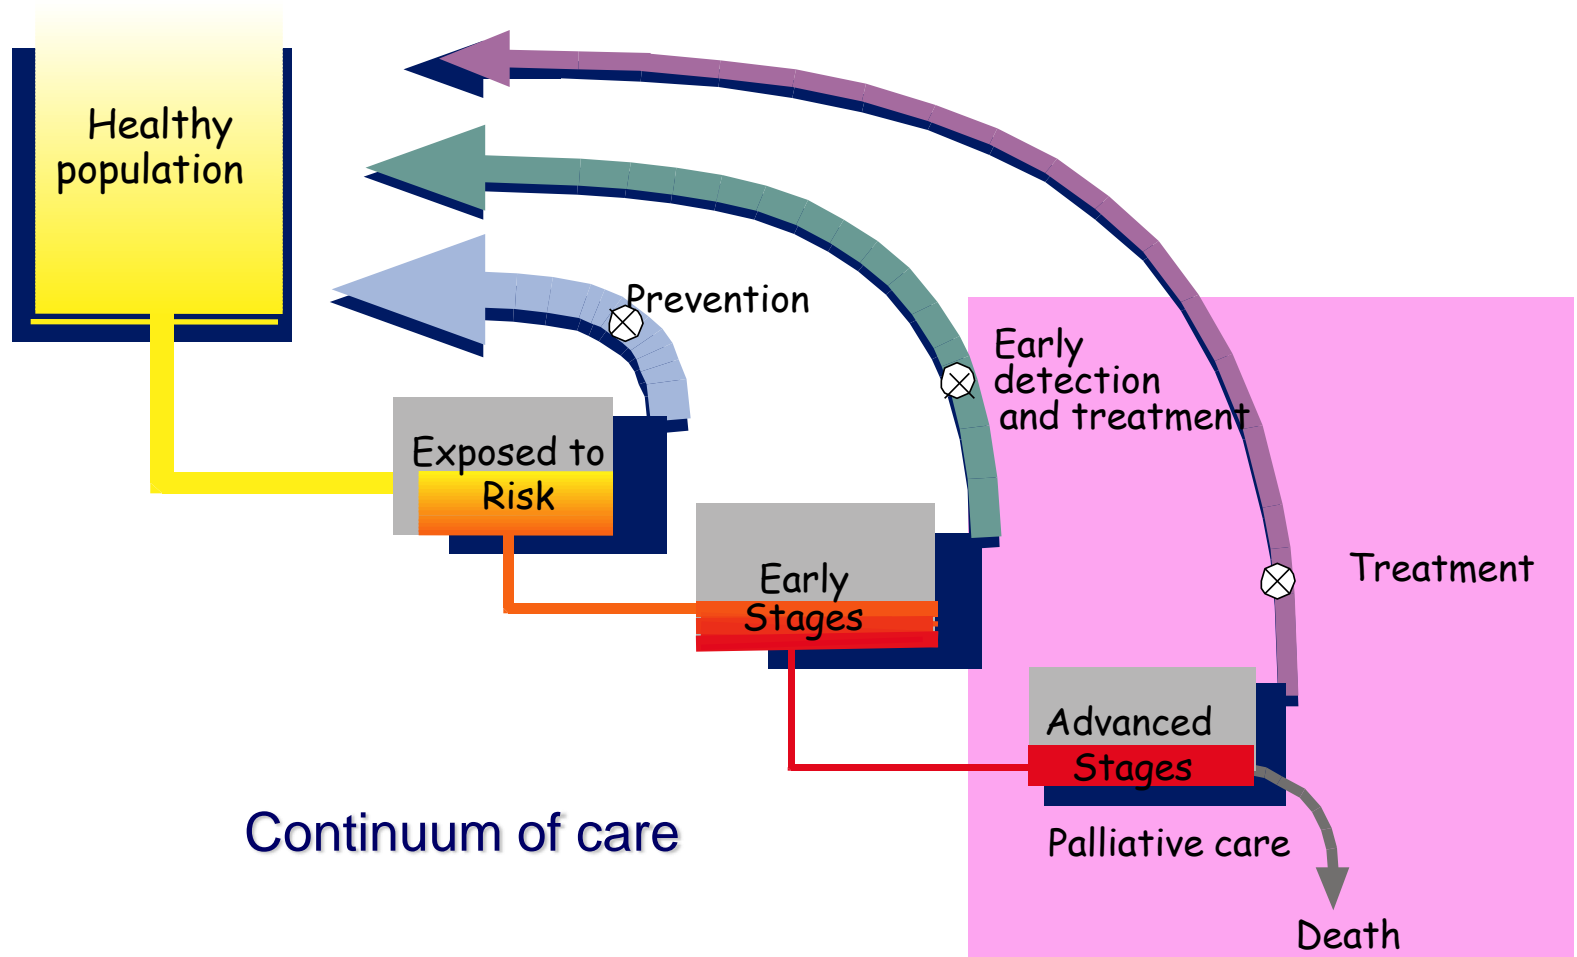 Healthy
population
Prevention
Early
detection
and treatment
Exposed to
Risk
Early
Stages
Treatment
Advanced
Stages
Continuum of care
Palliative care
Death